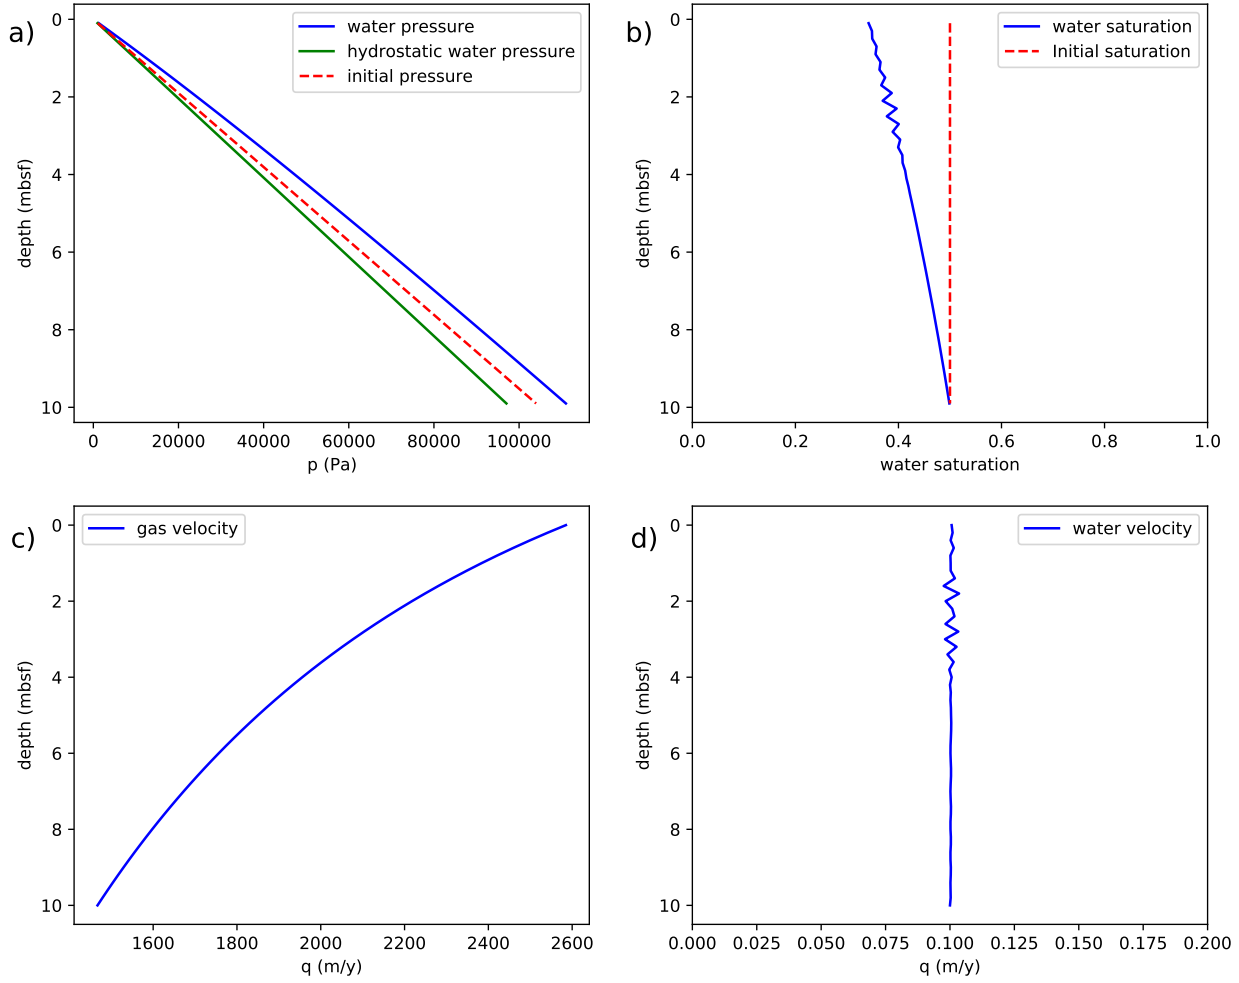 a)
water pressure
hydrostatic water pressure
initial pressure
0
2
4
6
8
10
depth (mbsf)
0 20000 40000 60000 80000 100000
p (Pa)
b)
water saturation
Initial saturation
0
2
4
6
8
10
depth (mbsf)
0.0 0.2 0.4 0.6 0.8 1.0
water saturation
c)
gas velocity
0
2
4
6
8
10
depth (mbsf)
1600 1800 2000 2200 2400 2600
q (m/y)
d)
water velocity
0
2
4
6
8
10
depth (mbsf)
0.000 0.025 0.050 0.075 0.100 0.125 0.150 0.175 0.200
q (m/y)